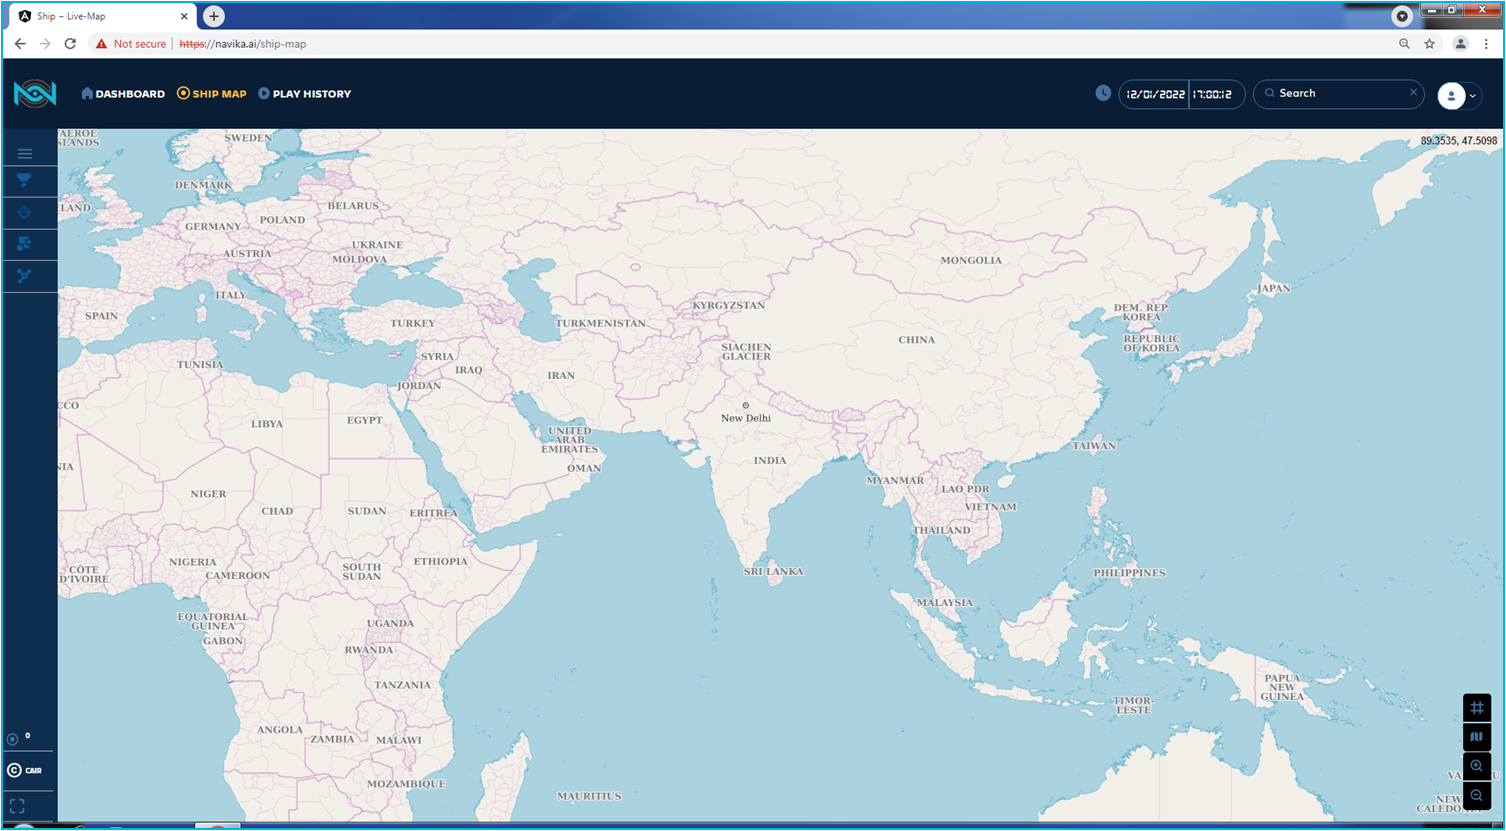 Ship – Live-Map
Not secure
https://navika.ai/ship-map
DASHBOARD
SHIP MAP
PLAY HISTORY
12/01/2022
17:00:12
Search
89.3535, 47.5098
FAEROE
ISLANDS
SWEDEN
DENMARK
LAND
BELARUS
POLAND
GERMANY
UKRAINE
AUSTRIA
MOLDOVA
MONGOLIA
JAPAN
ITALY
KYRGYZSTAN
DEM. REP.
KOREA
SPAIN
TURKEY
TURKMENISTAN
CHINA
REPUBLIC
OF KOREA
SIACHEN
GLACIER
SYRIA
TUNISIA
IRAQ
IRAN
JORDAN
CCO
New Delhi
LIBYA
EGYPT
UNITED
ARAB
EMIRATES
TAIWAN
INDIA
OMAN
NIA
MYANMAR
LAO PDR
NIGER
VIETNAM
CHAD
SUDAN
ERITREA
THAILAND
NIGERIA
ETHIOPIA
CÔTE
D'IVOIRE
CAMEROON
SOUTH
SUDAN
SRI LANKA
PHILIPPINES
MALAYSIA
EQUATORIAL
GUINEA
UGANDA
GABON
RWANDA
TANZANIA
PAPUA
NEW
GUINEA
TIMOR-
LESTE
ANGOLA
ZAMBIA
MALAWI
MOZAMBIQUE
MAURITIUS
VA
NEW
CALEDON
0
© CAIR